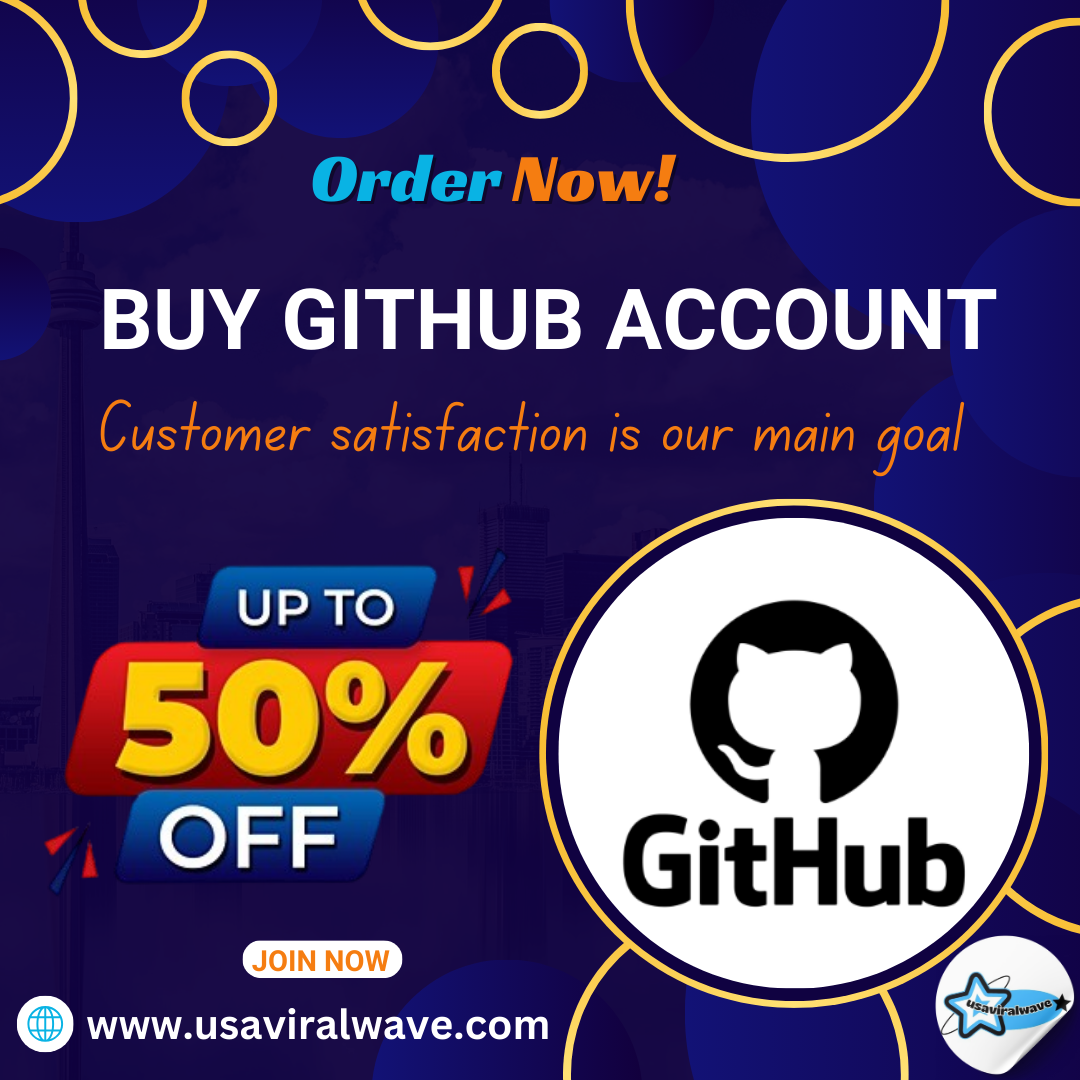 Order Now!
BUY GITHUB ACCOUNT
Customer satisfaction is our main goal
UP TO
50%
OFF
GitHub
JOIN NOW
www.usaviralwave.com
usaviralwave